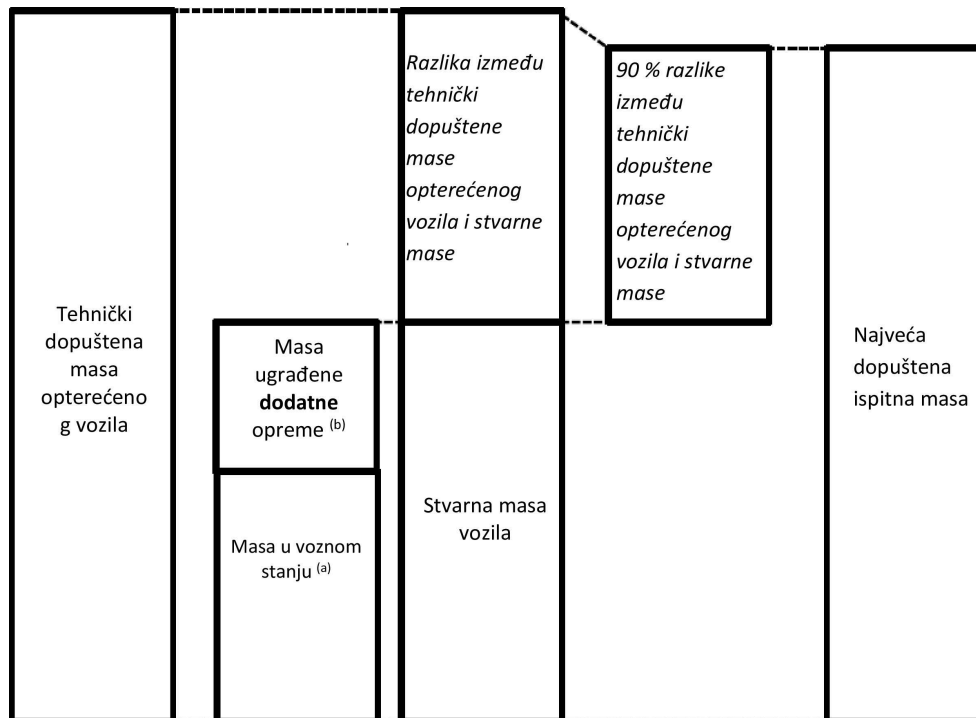 Tehnički
dopuštena
masa
opterećeno
g vozila
Masa
ugrađene
dodatne
opreme (b)
Masa u voznom
stanju (a)
Razlika između
tehnički
dopuštene
mase
opterećenog
vozila i stvarne
mase
Stvarna masa
vozila
90 % razlike
između
tehnički
dopuštene
mase
opterećenog
vozila i stvarne
mase
Najveća
dopuštena
ispitna masa